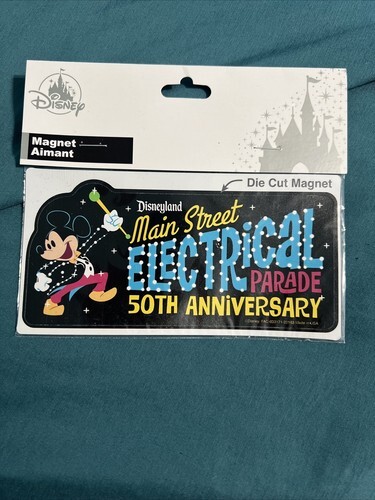 Disney
Magnet
Aimant
Die Cut Magnet
Disneyland
Main Street
ELECTRiCaL
PARADE
50TH ANNiVERSARY